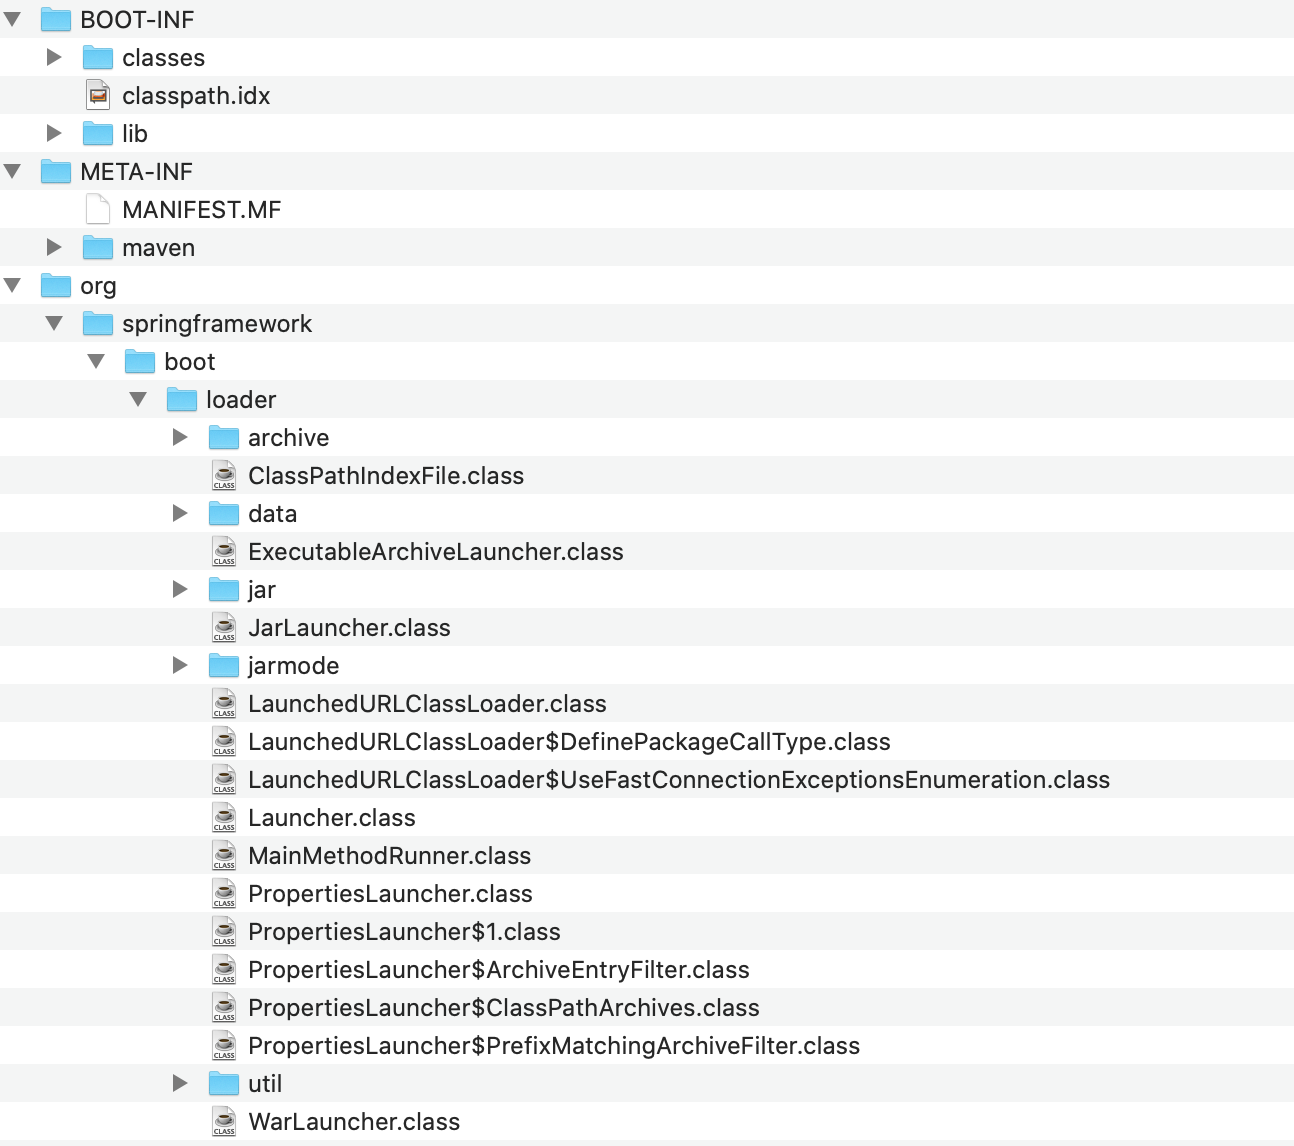 BOOT-INF
classes
classpath.idx
lib
META-INF
MANIFEST.MF
maven
org
springframework
boot
loader
archive
CLASS ClassPathIndexFile.class
data
CLASS ExecutableArchiveLauncher.class
jar
CLASS JarLauncher.class
jarmode
CLASS LaunchedURLClassLoader.class
CLASS LaunchedURLClassLoader$DefinePackageCallType.class
CLASS LaunchedURLClassLoader$UseFastConnectionExceptionsEnumeration.class
CLASS Launcher.class
CLASS MainMethodRunner.class
CLASS PropertiesLauncher.class
CLASS PropertiesLauncher$1.class
CLASS PropertiesLauncher$ArchiveEntryFilter.class
CLASS PropertiesLauncher$ClassPathArchives.class
CLASS PropertiesLauncher$PrefixMatchingArchiveFilter.class
util
CLASS WarLauncher.class